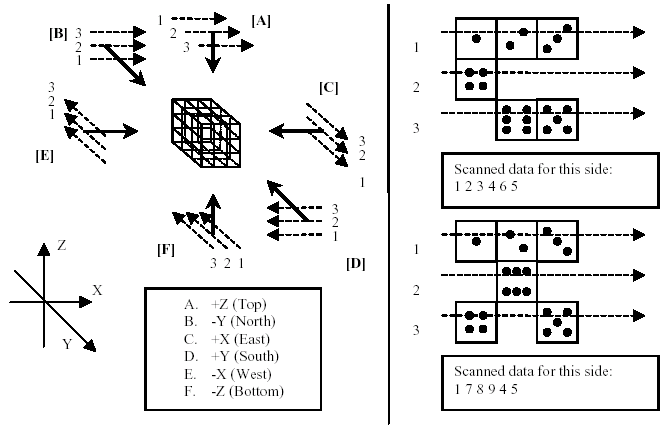 [A]
1
2
3
[B]
3
2
1
[C]
3
2
1
3
2
1
[E]
3
2
1
[D]
[F]
3 2 1
Z
X
Y
A. +Z (Top)
B. -Y (North)
C. +X (East)
D. +Y (South)
E. -X (West)
F. -Z (Bottom)
1
2
3
Scanned data for this side:
1 2 3 4 6 5
1
2
3
Scanned data for this side:
1 7 8 9 4 5